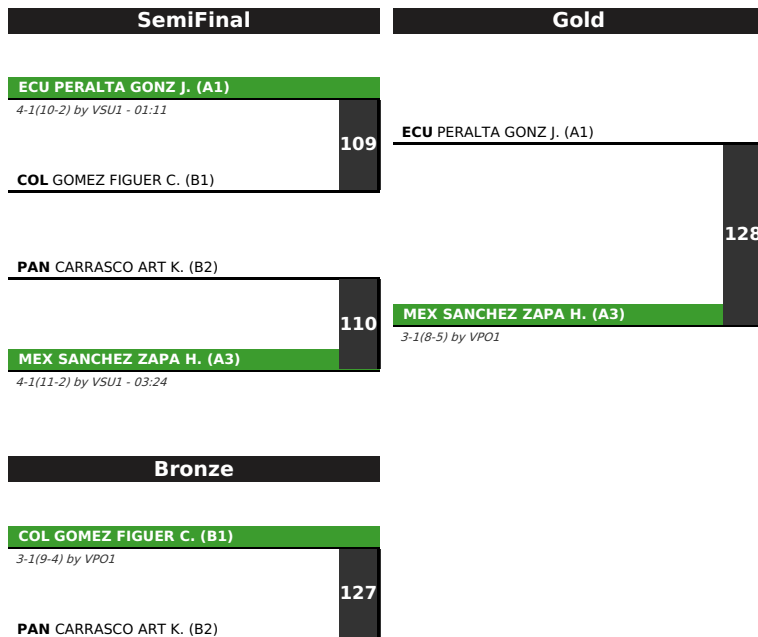 SemiFinal
ECU PERALTA GONZ J. (A1)
4-1(10-2) by VSU1 - 01:11
109
COL GOMEZ FIGUER C. (B1)
PAN CARRASCO ART K. (B2)
110
MEX SANCHEZ ZAPA H. (A3)
4-1(11-2) by VSU1 - 03:24
Gold
ECU PERALTA GONZ J. (A1)
128
MEX SANCHEZ ZAPA H. (A3)
3-1(8-5) by VPO1
Bronze
COL GOMEZ FIGUER C. (B1)
3-1(9-4) by VPO1
127
PAN CARRASCO ART K. (B2)